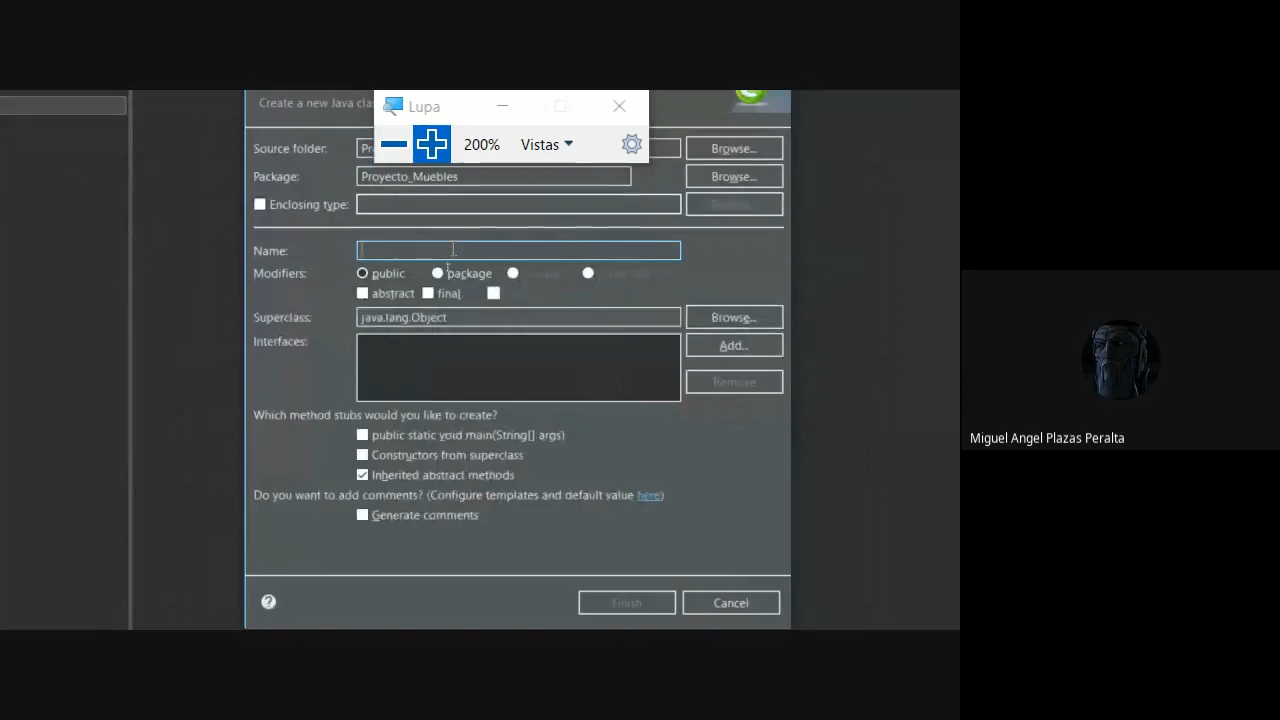 Create a new Java cla
Lupa
200%
Vistas
Source folder:
Pr
Browse...
Package:
Proyecto_Muebles
Browse...
Enclosing type:
Name:
Modifiers:
public
package
abstract
final
Superclass:
java.lang.Object
Browse...
Interfaces:
Add...
Remove
Which method stubs would you like to create?
public static void main(String[] args)
Constructors from superclass
Inherited abstract methods
Do you want to add comments? (Configure templates and default value here)
Generate comments
?
Finish
Cancel
Miguel Angel Plazas Peralta